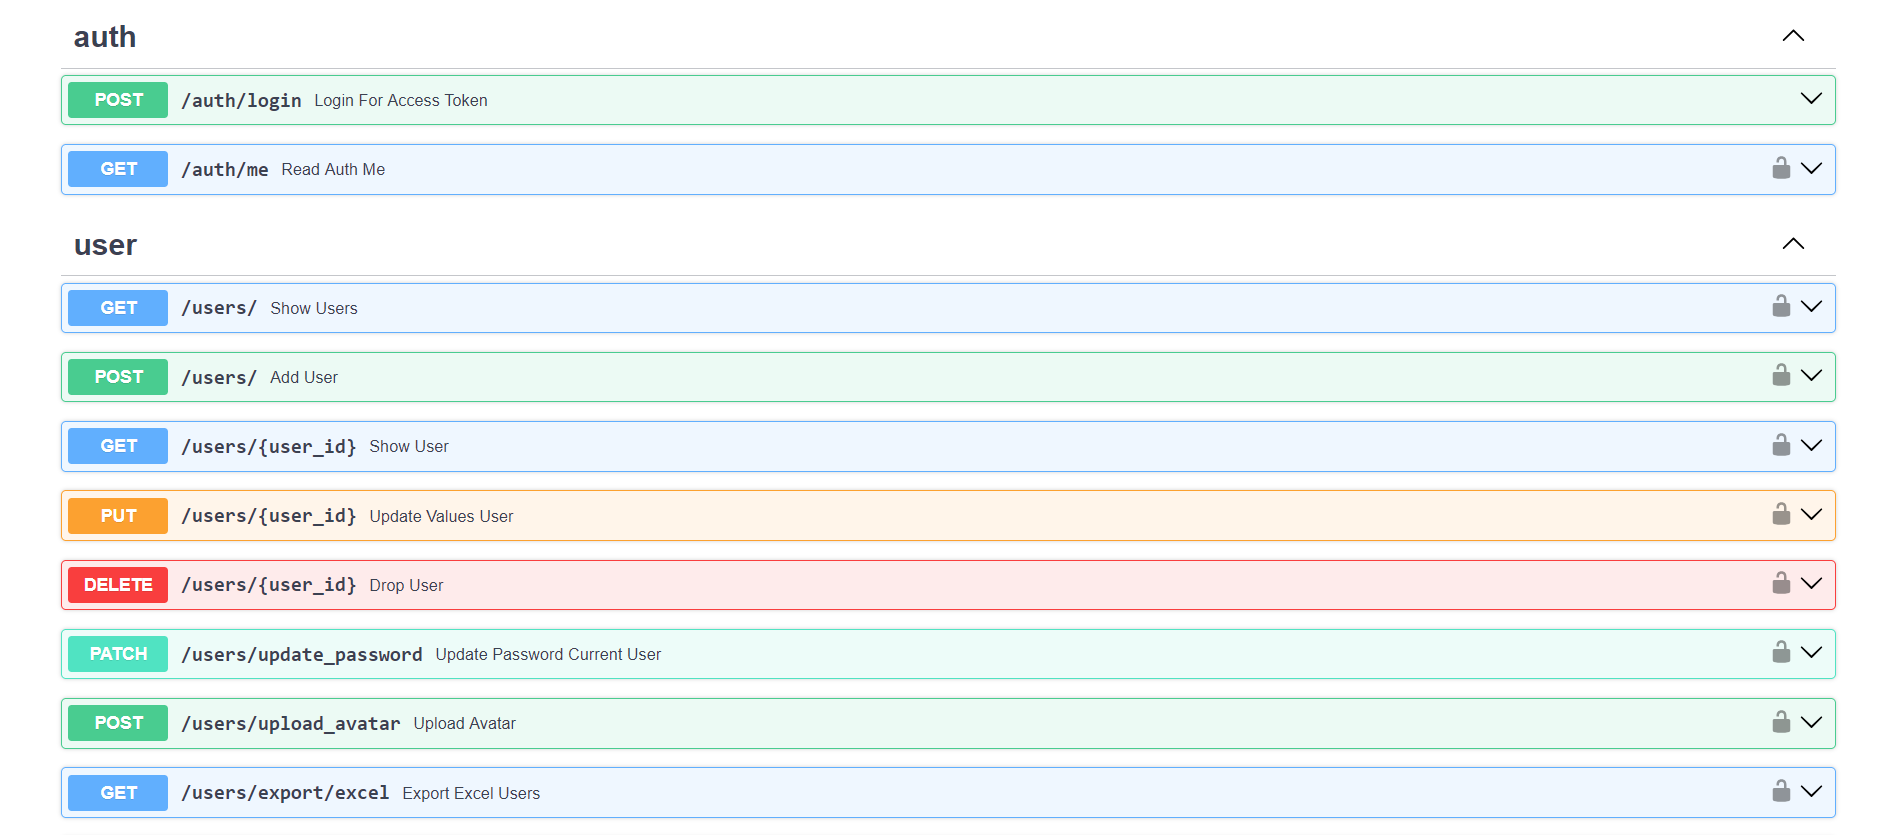 auth
POST /auth/login Login For Access Token
GET /auth/me Read Auth Me
user
GET /users/ Show Users
POST /users/ Add User
GET /users/{user_id} Show User
PUT /users/{user_id} Update Values User
DELETE /users/{user_id} Drop User
PATCH /users/update_password Update Password Current User
POST /users/upload_avatar Upload Avatar
GET /users/export/excel Export Excel Users